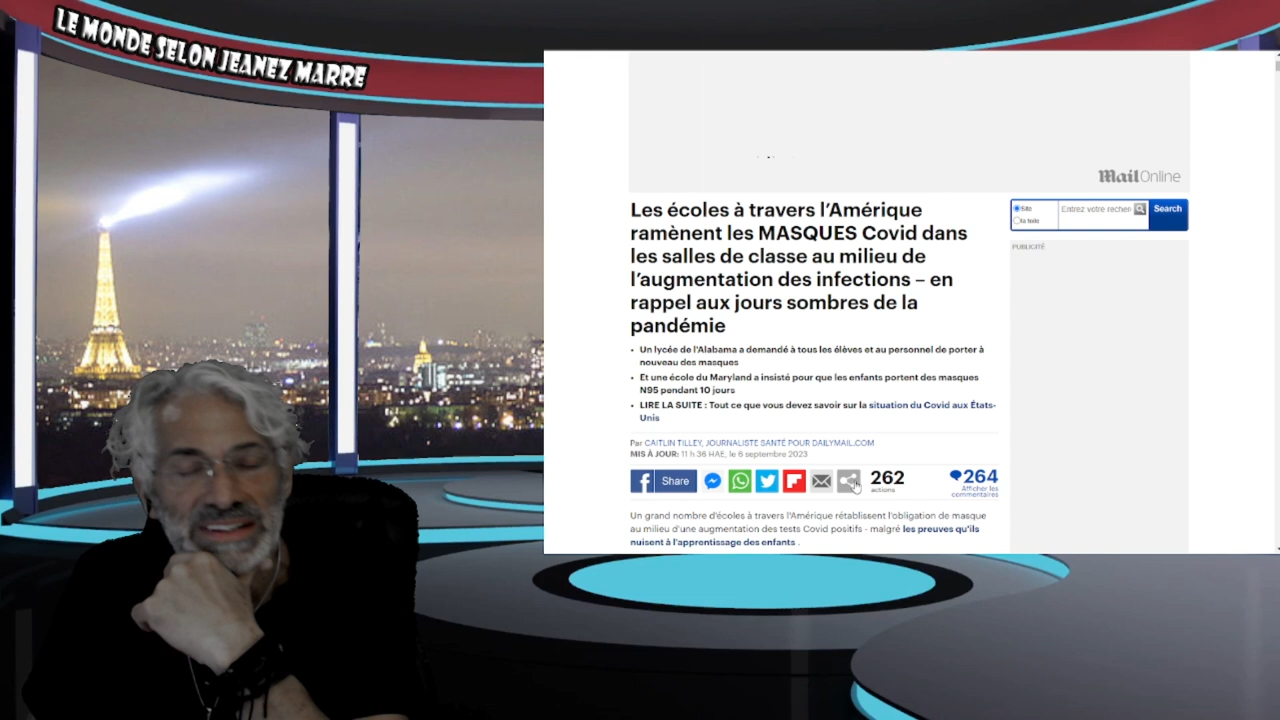 LE MONDE SELON JEANEZ MARRE
Mail Online
Les écoles à travers l'Amérique
ramènent les MASQUES Covid dans
les salles de classe au milieu de
l'augmentation des infections – en
rappel aux jours sombres de la
pandémie
Site
la toile
Entrez votre recher
Search
PUBLICITÉ
• Un lycée de l'Alabama a demandé à tous les élèves et au personnel de porter à
nouveau des masques
• Et une école du Maryland a insisté pour que les enfants portent des masques
N95 pendant 10 jours
• LIRE LA SUITE : Tout ce que vous devez savoir sur la situation du Covid aux États-
Unis
Par CAITLIN TILLEY, JOURNALISTE SANTÉ POUR DAILYMAIL.COM
MIS À JOUR: 11 h 36 HAE, le 6 septembre 2023
f Share
262
actions
264
Afficher les
commentaires
Un grand nombre d'écoles à travers l'Amérique rétablissent l'obligation de masque
au milieu d'une augmentation des tests Covid positifs - malgré les preuves qu'ils
nuisent à l'apprentissage des enfants .